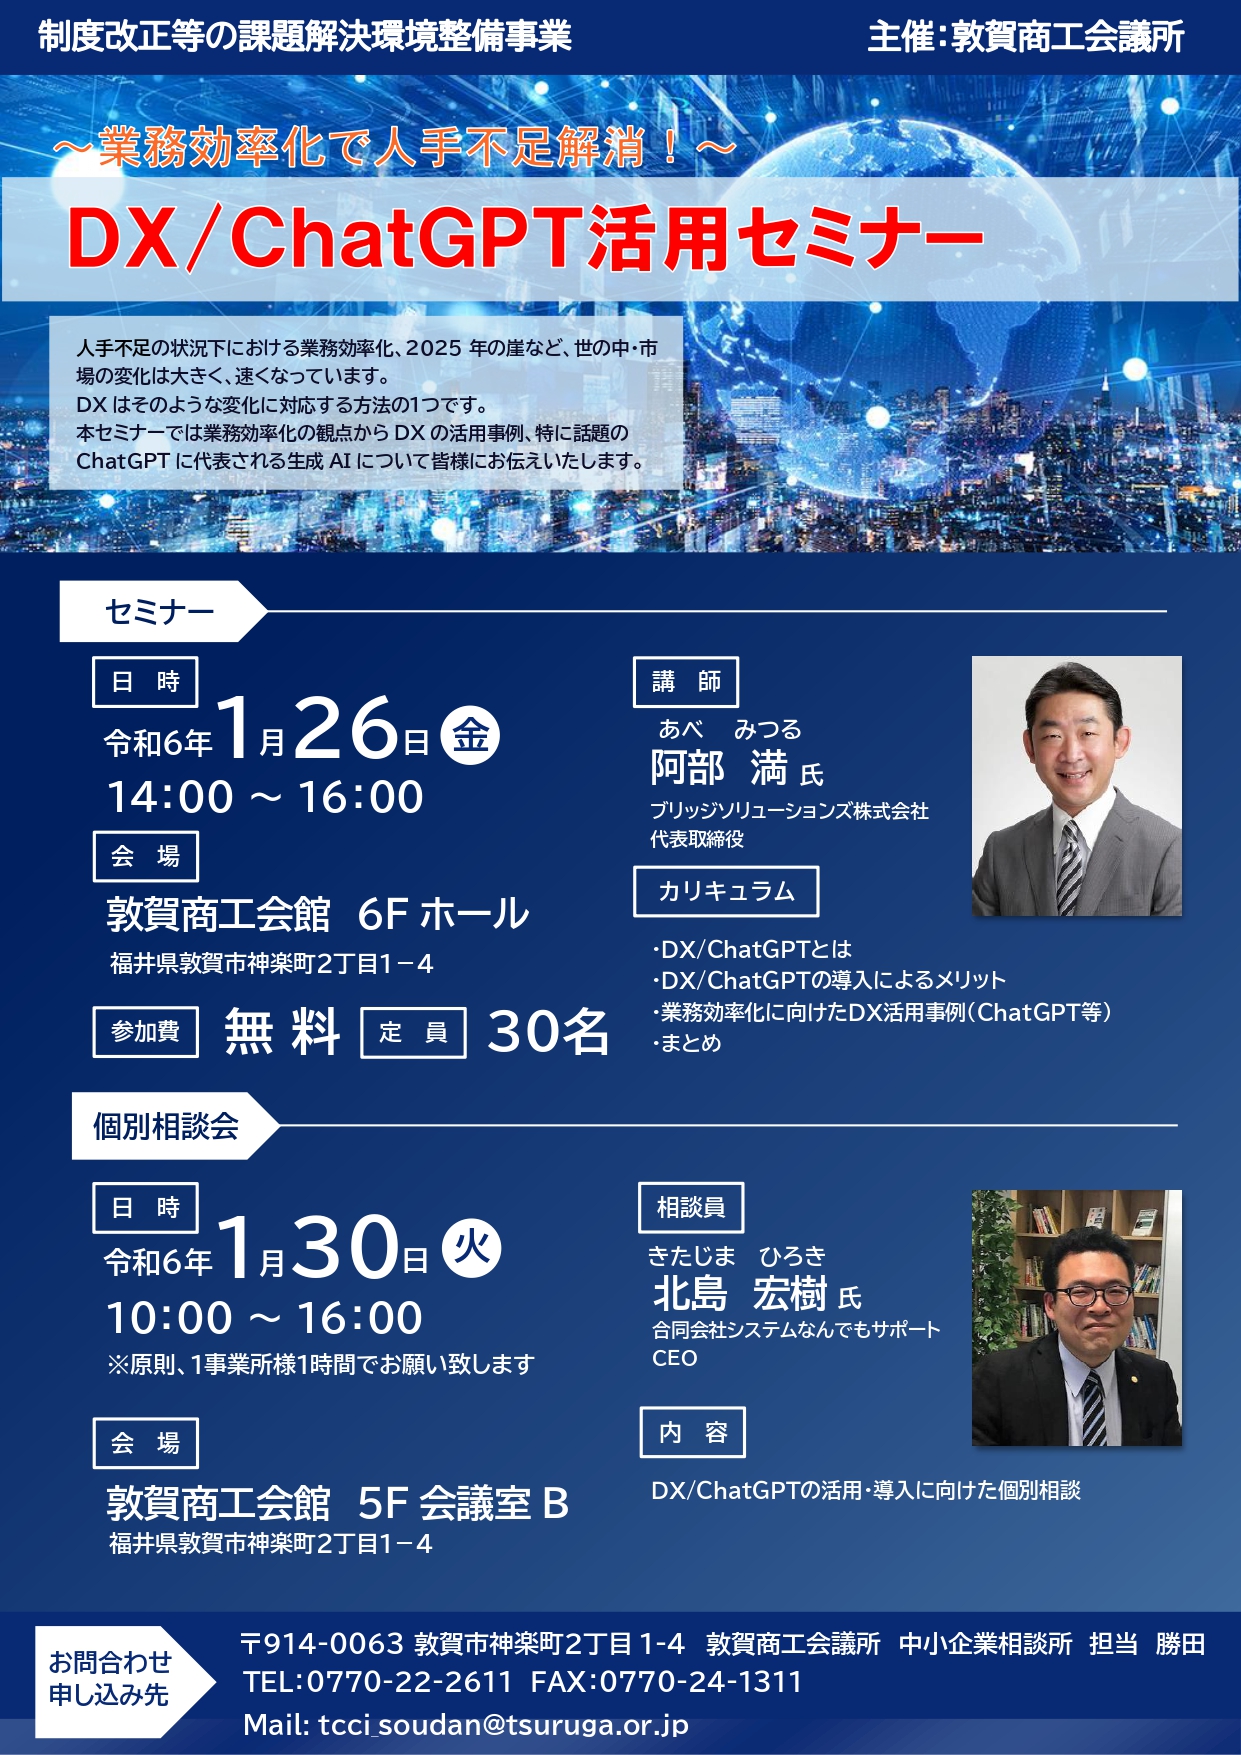 制度改正等の課題解決環境整備事業
主催：敦賀商工会議所
～業務効率化で人手不足解消！～
DX/ChatGPT活用セミナー
人手不足の状況下における業務効率化、2025 年の崖など、世の中・市
場の変化は大きく、速くなっています。
DX はそのような変化に対応する方法の1つです。
本セミナーでは業務効率化の観点から DX の活用事例、特に話題の
ChatGPT に代表される生成 AI について皆様にお伝えいたします。
セミナー
日　時
令和6年1月26日 金
14：00 ～ 16：00
会　場
敦賀商工会館　6F ホール
福井県敦賀市神楽町2丁目1－4
参加費　無 料　定　員　30名
講　師
あべ　みつる
阿部　満 氏
ブリッジソリューションズ株式会社
代表取締役
カリキュラム
・DX/ChatGPTとは
・DX/ChatGPTの導入によるメリット
・業務効率化に向けたDX活用事例（ChatGPT等）
・まとめ
個別相談会
日　時
令和6年1月30日 火
10：00 ～ 16：00
※原則、1事業所様1時間でお願い致します
会　場
敦賀商工会館　5F 会議室 B
福井県敦賀市神楽町2丁目1－4
相談員
きたじま　ひろき
北島　宏樹 氏
合同会社システムなんでもサポート
CEO
内　容
DX/ChatGPTの活用・導入に向けた個別相談
お問合わせ
申し込み先
〒914-0063 敦賀市神楽町2丁目1-4　敦賀商工会議所　中小企業相談所　担当　勝田
TEL：0770-22-2611　FAX：0770-24-1311
Mail: tcci_soudan@tsuruga.or.jp